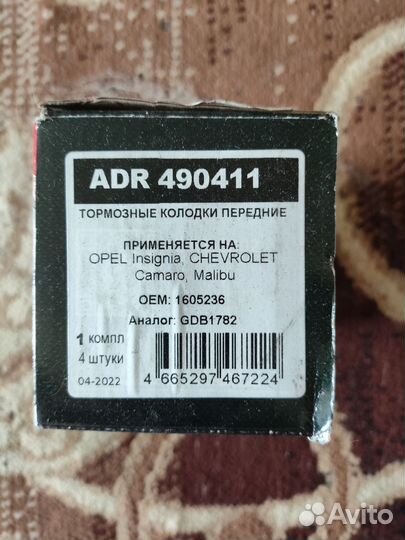 ADR 490411
ТОРМОЗНЫЕ КОЛОДКИ ПЕРЕДНИЕ
ПРИМЕНЯЕТСЯ НА:
OPEL Insignia, CHEVROLET
Camaro, Malibu
OEM: 1605236
Аналог: GDB1782
1 компл
4 штуки
04-2022
4 665297 467224
Avito